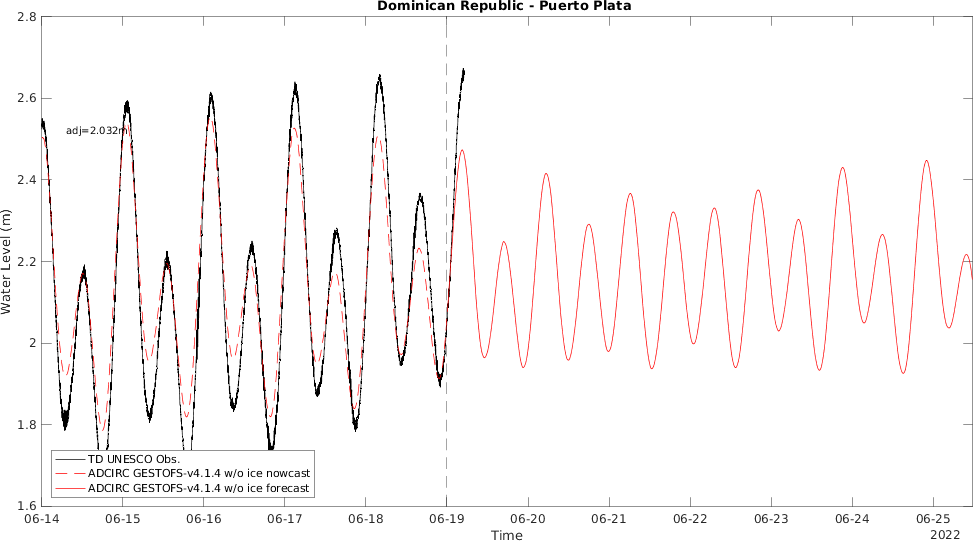 Dominican Republic - Puerto Plata
2.8
2.6
2.4
2.2
2
1.8
1.6
Water Level (m)
adj=2.032m
TD UNESCO Obs.
ADCIRC GESTOFS-v4.1.4 w/o ice nowcast
ADCIRC GESTOFS-v4.1.4 w/o ice forecast
06-14 06-15 06-16 06-17 06-18 06-19 06-20 06-21 06-22 06-23 06-24 06-25
Time
2022